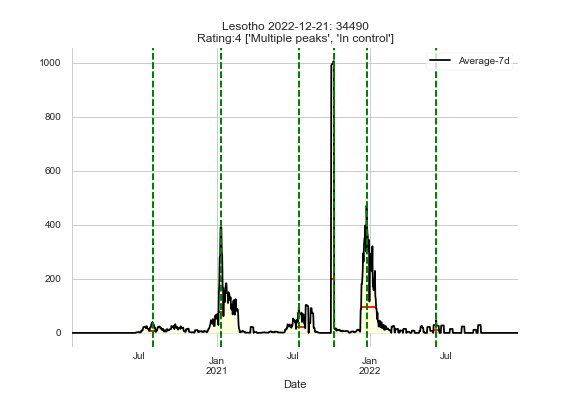 Lesotho 2022-12-21: 34490
Rating:4 ['Multiple peaks', 'In control']
Average-7d
1000
800
600
400
200
0
Jul
Jan
2021
Jul
Jan
2022
Jul
Date